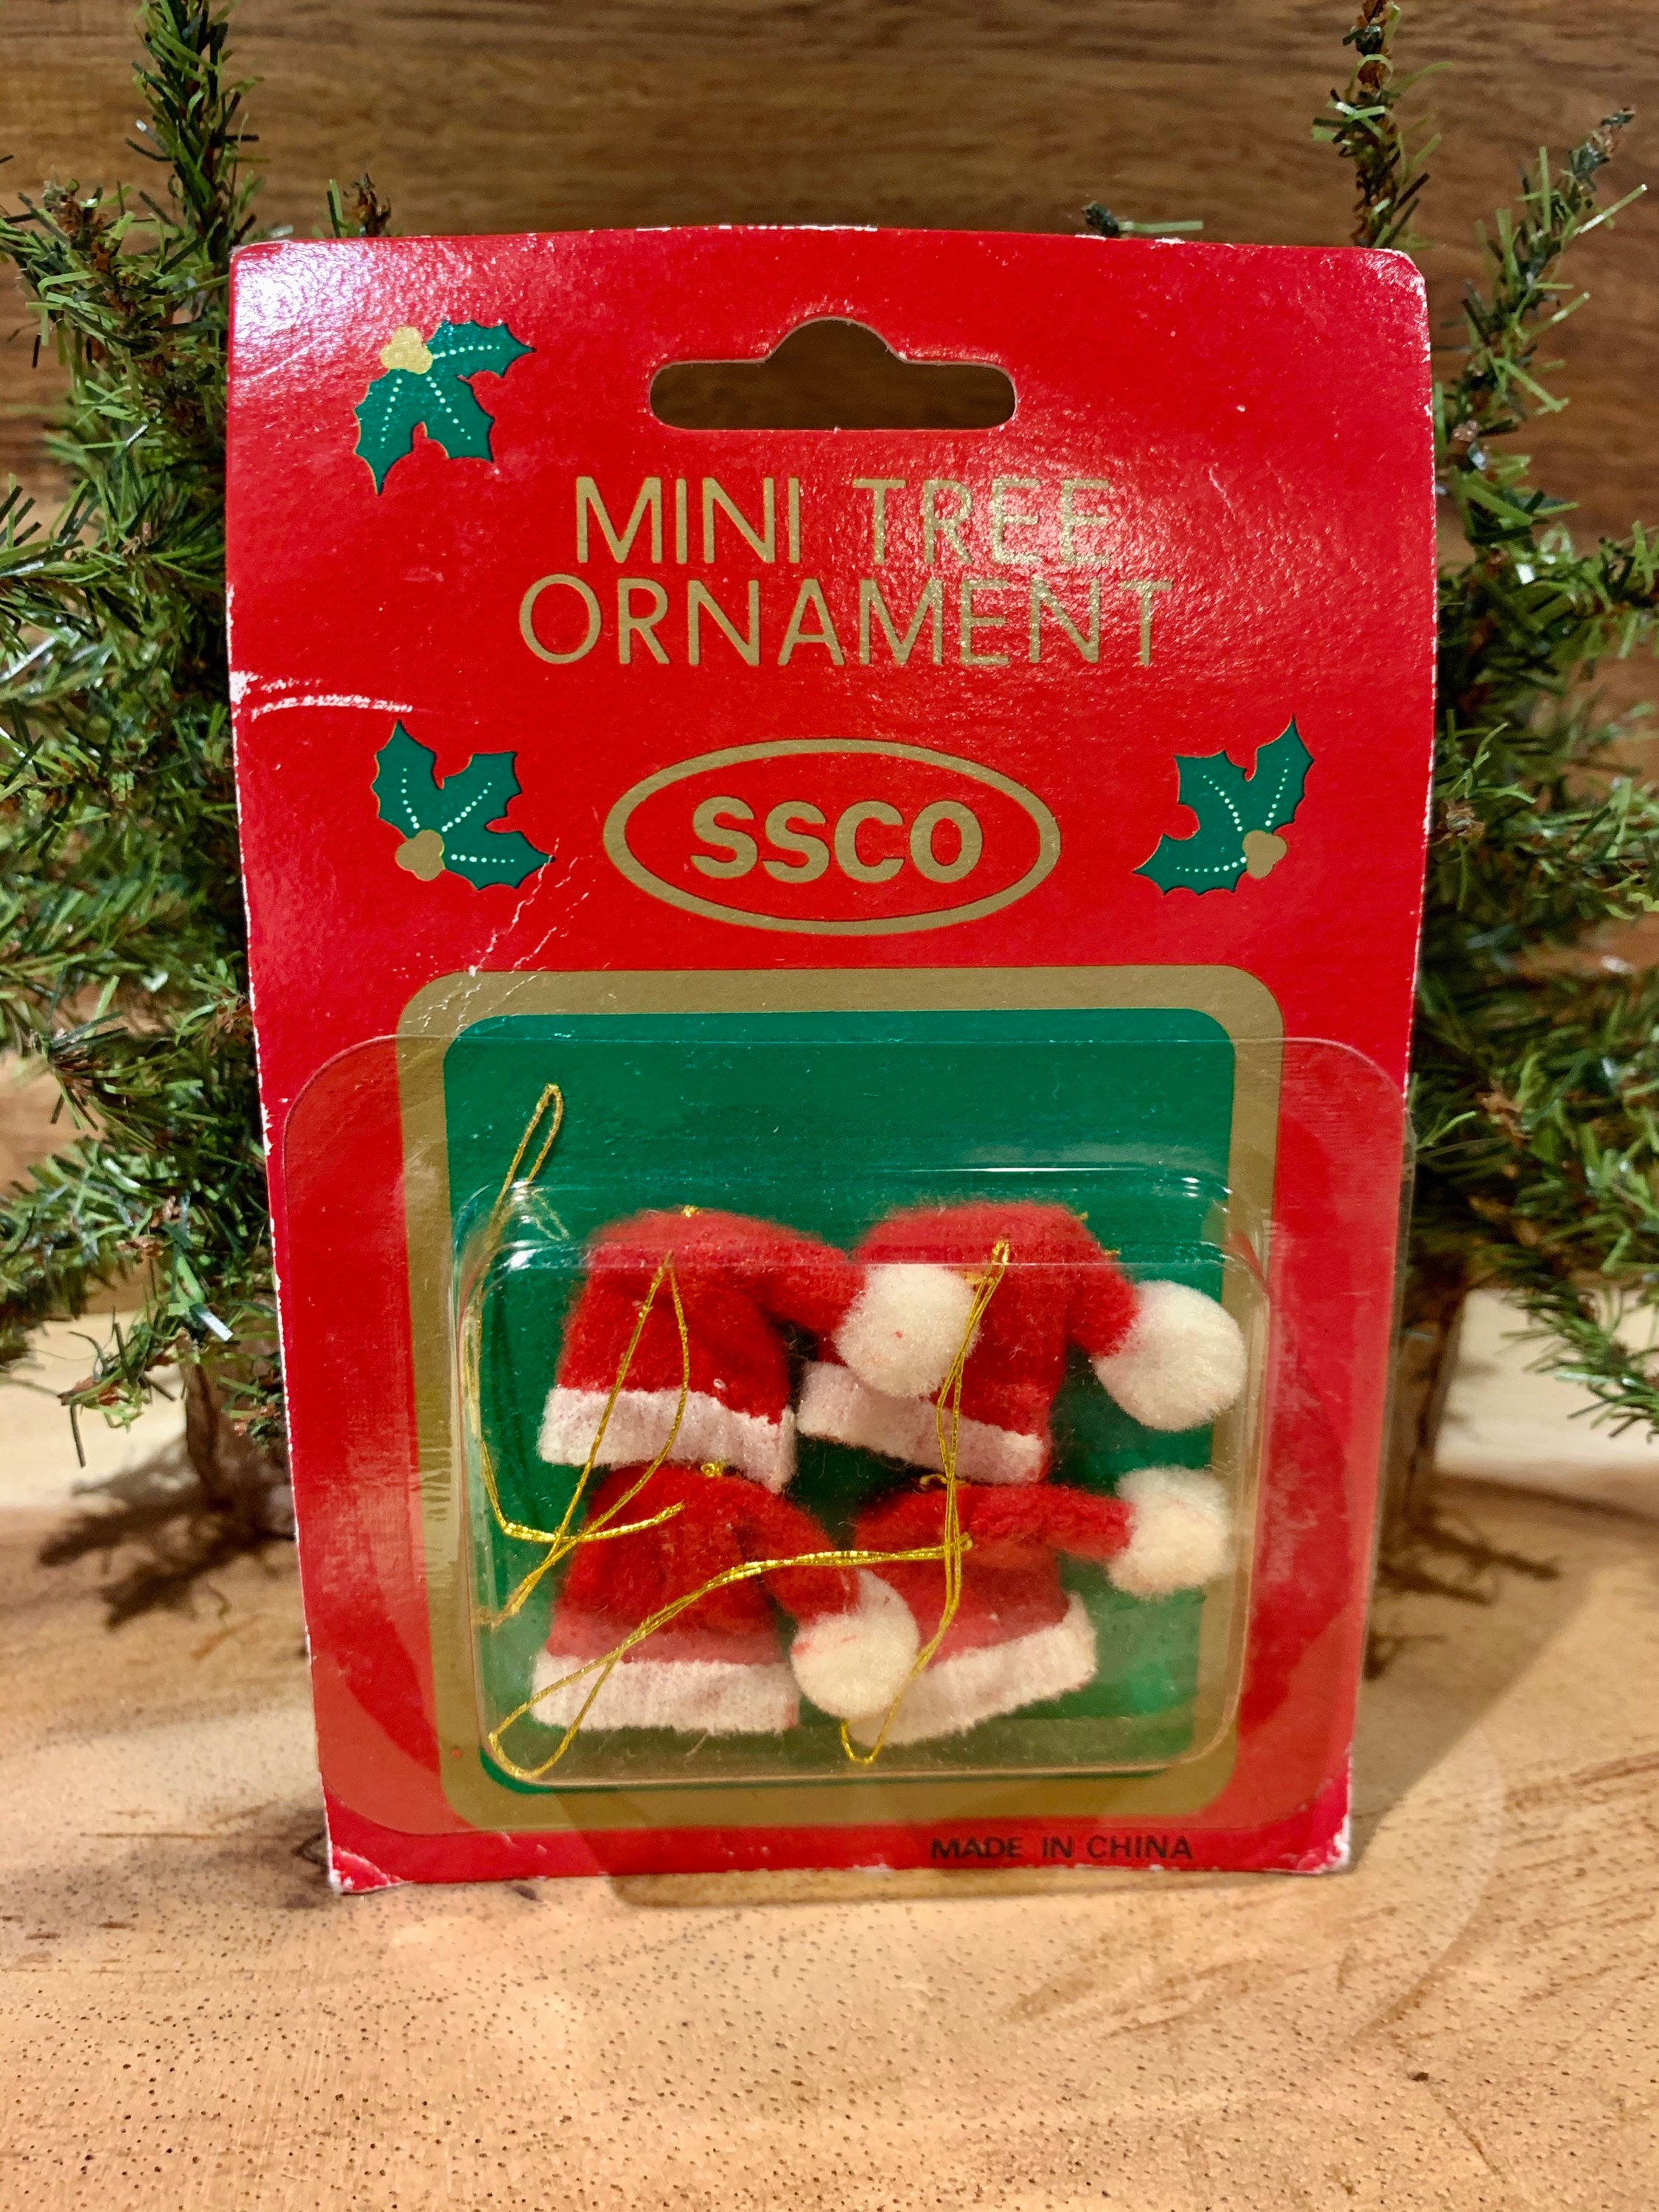 MINI TREE
ORNAMENT
SSCO
MADE IN CHINA